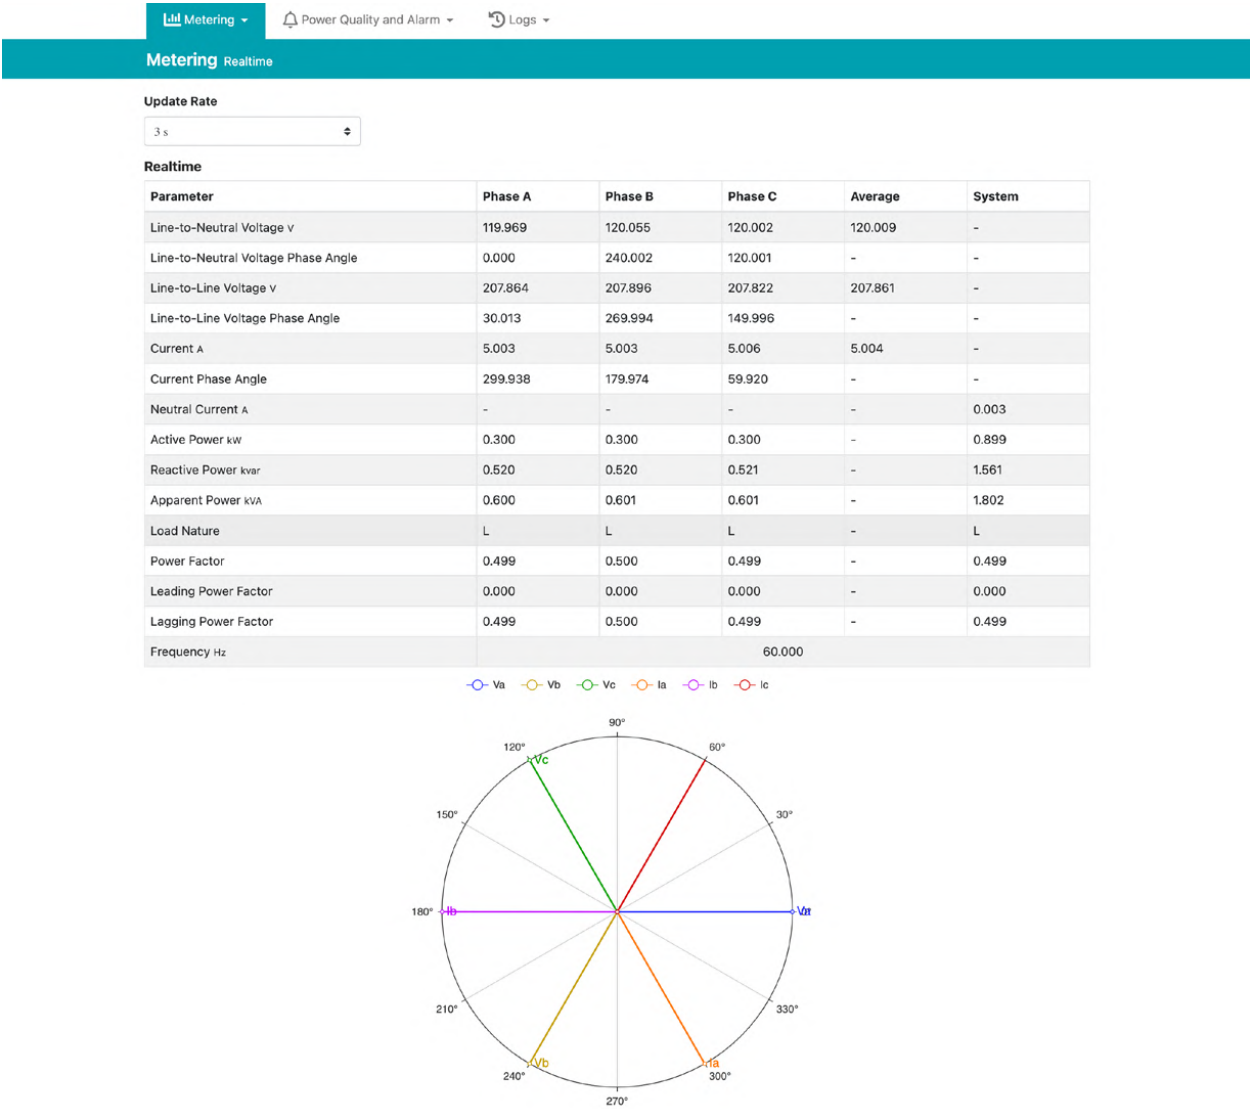 Metering Power Quality and Alarm Logs
Metering Realtime
Update Rate
3 s
Realtime
Parameter Phase A Phase B Phase C Average System
Line-to-Neutral Voltage V 119.969 120.055 120.002 120.009 -
Line-to-Neutral Voltage Phase Angle 0.000 240.002 120.001 - -
Line-to-Line Voltage V 207.864 207.896 207.822 207.861 -
Line-to-Line Voltage Phase Angle 30.013 269.994 149.996 - -
Current A 5.003 5.003 5.006 5.004 -
Current Phase Angle 299.938 179.974 59.920 - -
Neutral Current A - - - - 0.003
Active Power kW 0.300 0.300 0.300 - 0.899
Reactive Power kvar 0.520 0.520 0.521 - 1.561
Apparent Power kVA 0.600 0.601 0.601 - 1.802
Load Nature L L L - L
Power Factor 0.499 0.500 0.499 - 0.499
Leading Power Factor 0.000 0.000 0.000 - 0.000
Lagging Power Factor 0.499 0.500 0.499 - 0.499
Frequency Hz 60.000
Va Vb Vc Ia Ib Ic
90°
120° Vc 60°
150° 30°
180° Ib
210° 330°
Vb Ia
240° 300°
270°